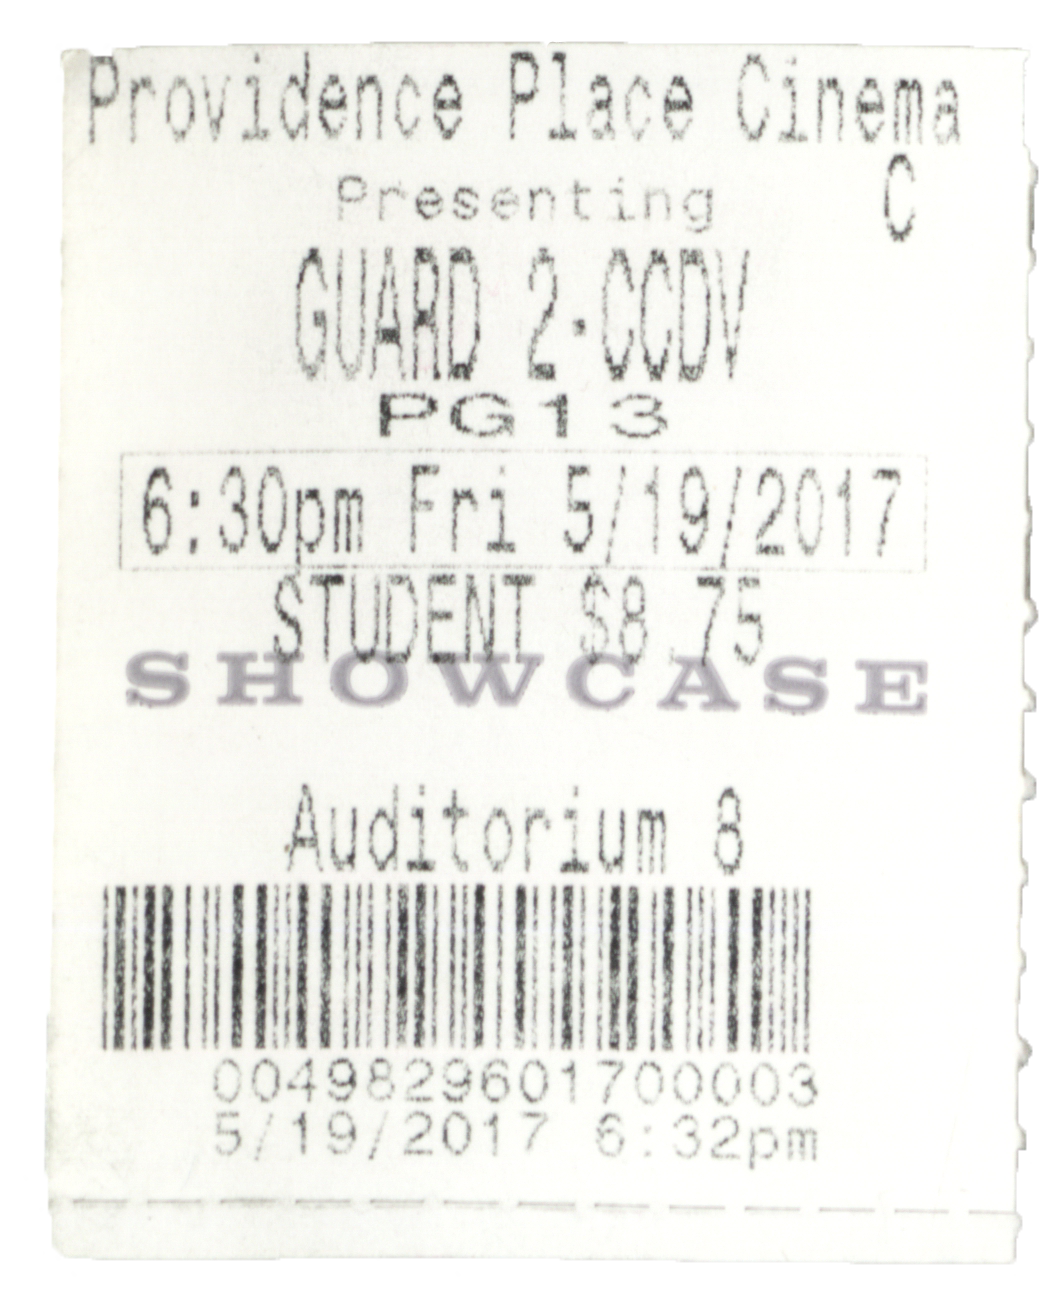 Providence Place Cinema
C
Presenting
GUARD 2·CCDV
PG13
6:30pm Fri 5/19/2017
STUDENT $8.75
SHOWCASE
Auditorium 8
0049829601700003
5/19/2017 6:32pm